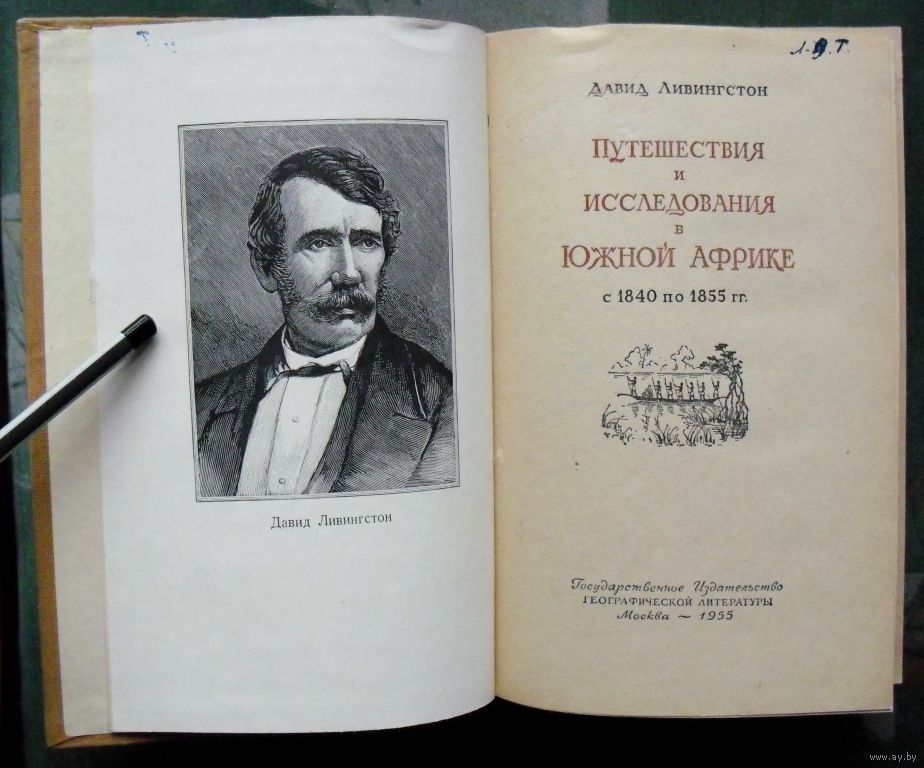 Давид Ливингстон
Л.Я.Т.
Давид Ливингстон
Путешествия
и
исследования
в
Южной Африке
с 1840 по 1855 гг.
Государственное Издательство
ГЕОГРАФИЧЕСКОЙ ЛИТЕРАТУРЫ
Москва — 1955
www.ay.by